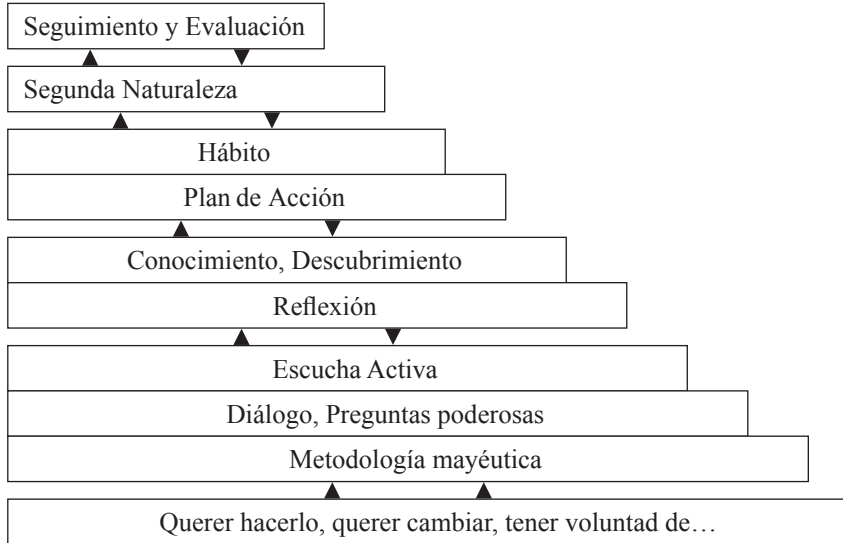 Seguimiento y Evaluación
Segunda Naturaleza
Hábito
Plan de Acción
Conocimiento, Descubrimiento
Reflexión
Escucha Activa
Diálogo, Preguntas poderosas
Metodología mayéutica
Querer hacerlo, querer cambiar, tener voluntad de…